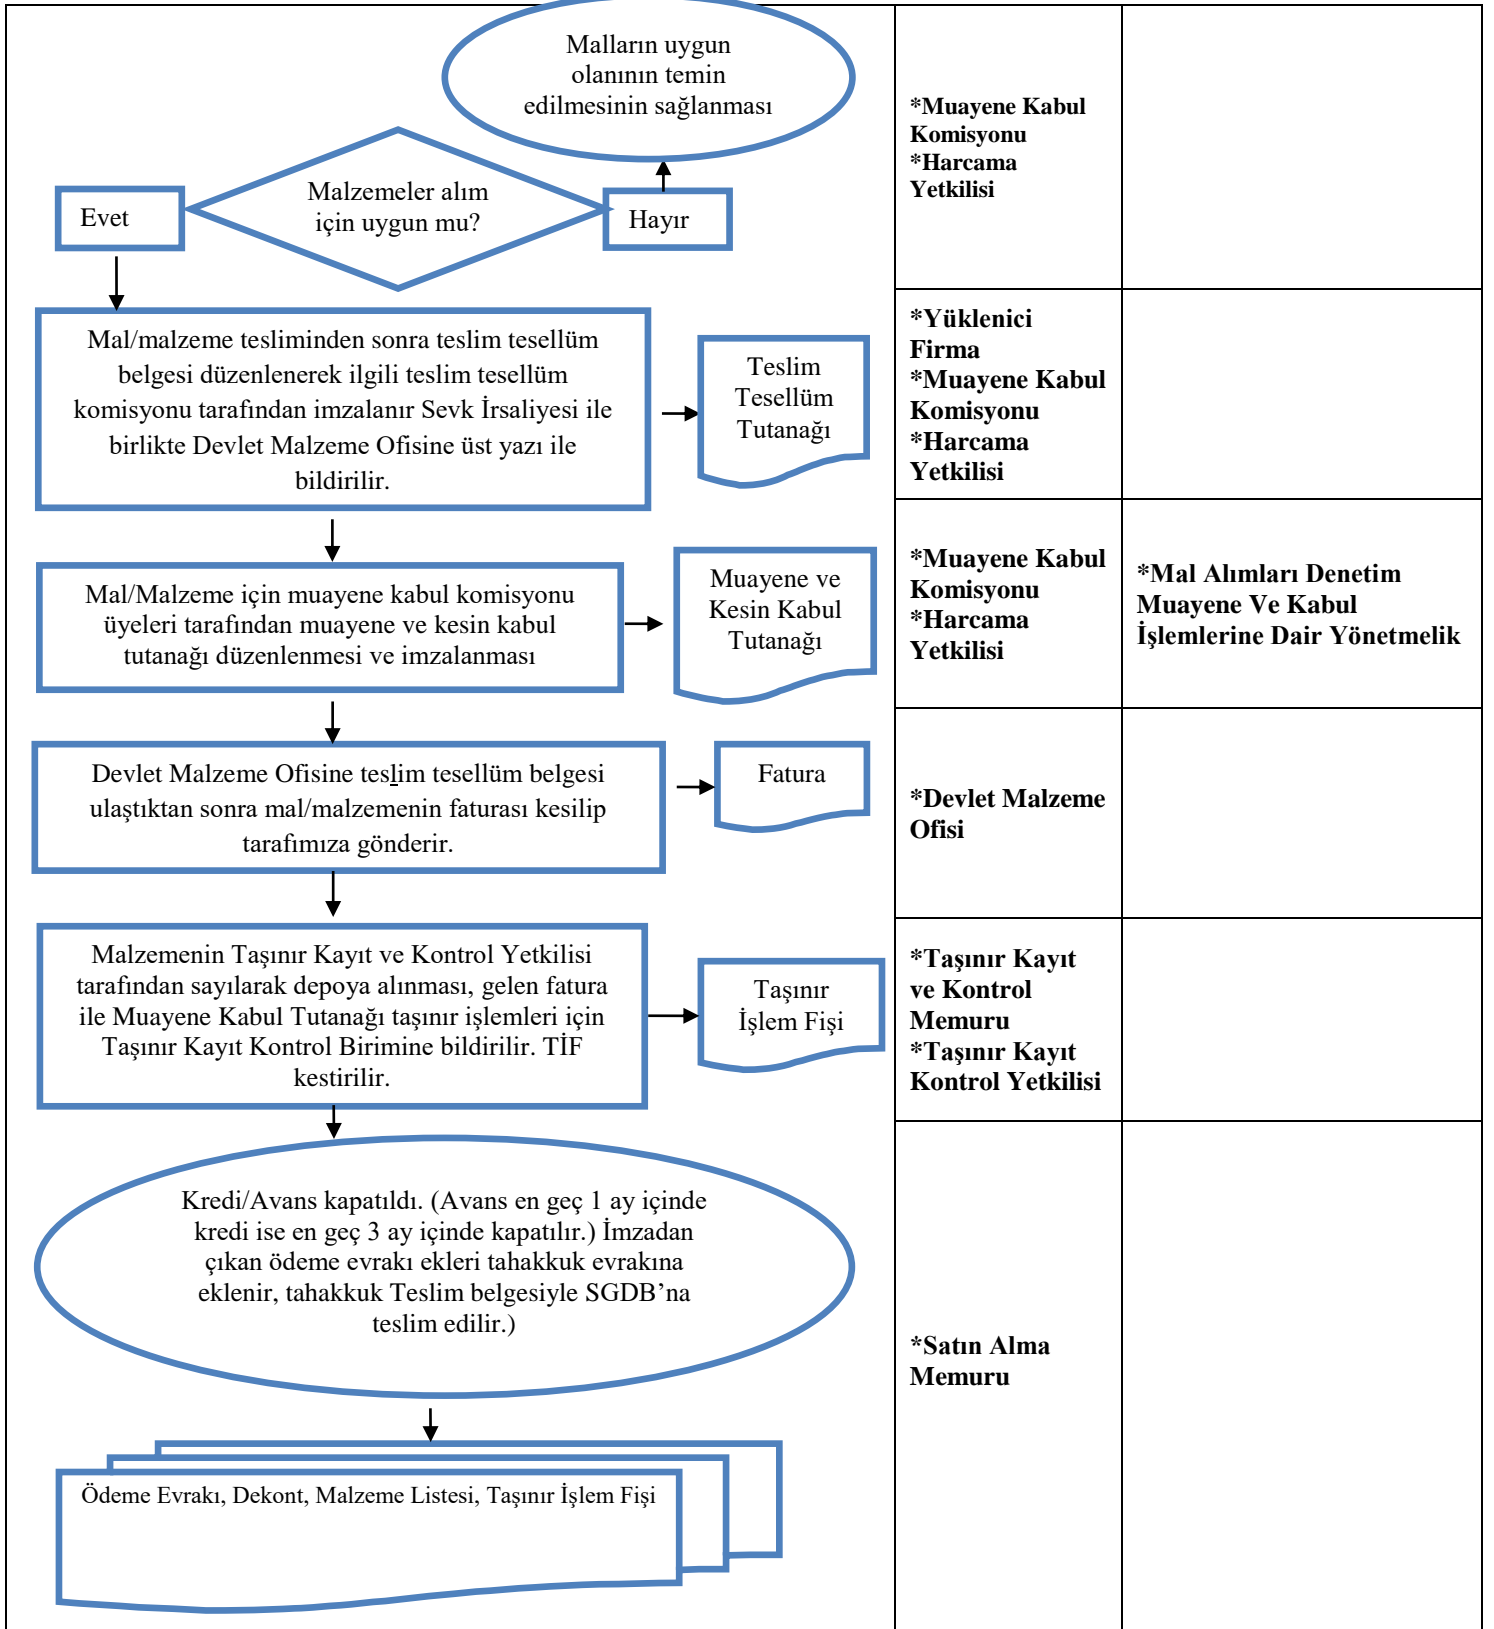 Malların uygun
olanının temin
edilmesinin sağlanması
Malzemeler alım
için uygun mu?
Evet
Hayır
*Muayene Kabul
Komisyonu
*Harcama
Yetkilisi
Mal/malzeme tesliminden sonra teslim tesellüm
belgesi düzenlenerek ilgili teslim tesellüm
komisyonu tarafından imzalanır Sevk İrsaliyesi ile
birlikte Devlet Malzeme Ofisine üst yazı ile
bildirilir.
Teslim
Tesellüm
Tutanağı
*Yüklenici
Firma
*Muayene Kabul
Komisyonu
*Harcama
Yetkilisi
Mal/Malzeme için muayene kabul komisyonu
üyeleri tarafından muayene ve kesin kabul
tutanağı düzenlenmesi ve imzalanması
Muayene ve
Kesin Kabul
Tutanağı
*Muayene Kabul
Komisyonu
*Harcama
Yetkilisi
*Mal Alımları Denetim
Muayene Ve Kabul
İşlemlerine Dair Yönetmelik
Devlet Malzeme Ofisine teslim tesellüm belgesi
ulaştıktan sonra mal/malzemenin faturası kesilip
tarafımıza gönderir.
Fatura
*Devlet Malzeme
Ofisi
Malzemenin Taşınır Kayıt ve Kontrol Yetkilisi
tarafından sayılarak depoya alınması, gelen fatura
ile Muayene Kabul Tutanağı taşınır işlemleri için
Taşınır Kayıt Kontrol Birimine bildirilir. TİF
kestirilir.
Taşınır
İşlem Fişi
*Taşınır Kayıt
ve Kontrol
Memuru
*Taşınır Kayıt
Kontrol Yetkilisi
Kredi/Avans kapatıldı. (Avans en geç 1 ay içinde
kredi ise en geç 3 ay içinde kapatılır.) İmzadan
çıkan ödeme evrakı ekleri tahakkuk evrakına
eklenir, tahakkuk Teslim belgesiyle SGDB’na
teslim edilir.)
*Satın Alma
Memuru
Ödeme Evrakı, Dekont, Malzeme Listesi, Taşınır İşlem Fişi